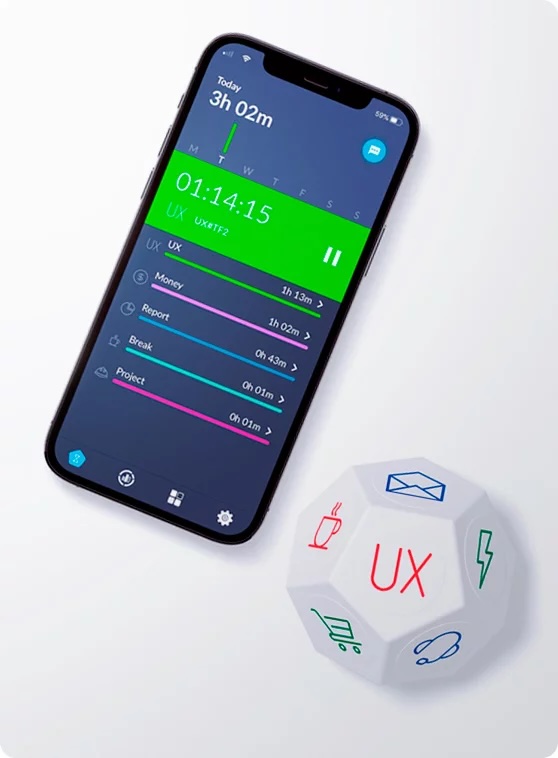 59%
Today
3h 02m
M T W T F S S
01:14:15
UX UX#TF2
UX UX 1h 13m
$ Money 1h 02m
Report 0h 43m
Break 0h 01m
Project 0h 01m
UX